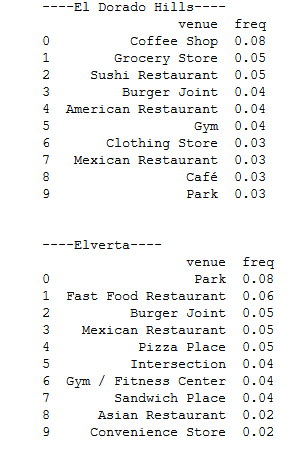 ----El Dorado Hills----
venue freq
0 Coffee Shop 0.08
1 Grocery Store 0.05
2 Sushi Restaurant 0.05
3 Burger Joint 0.04
4 American Restaurant 0.04
5 Gym 0.04
6 Clothing Store 0.03
7 Mexican Restaurant 0.03
8 Café 0.03
9 Park 0.03
----Elverta----
venue freq
0 Park 0.08
1 Fast Food Restaurant 0.06
2 Burger Joint 0.05
3 Mexican Restaurant 0.05
4 Pizza Place 0.05
5 Intersection 0.04
6 Gym / Fitness Center 0.04
7 Sandwich Place 0.04
8 Asian Restaurant 0.02
9 Convenience Store 0.02